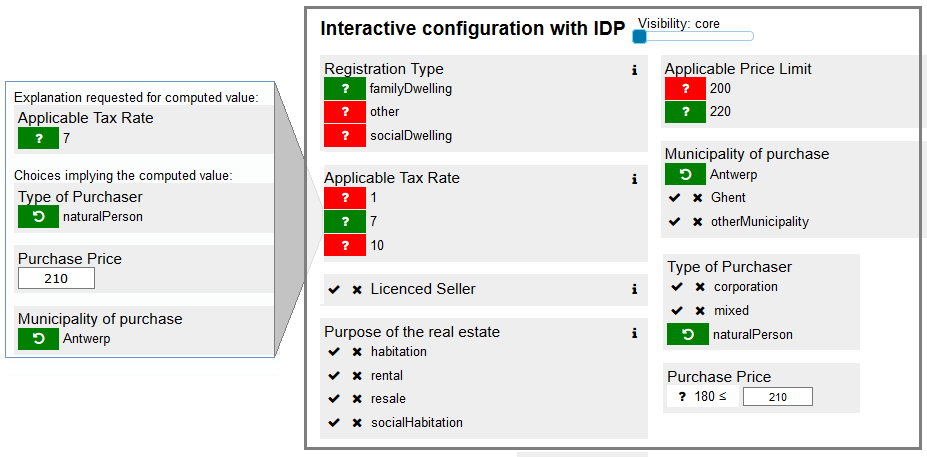 Interactive configuration with IDP
Visibility: core
Explanation requested for computed value:
Applicable Tax Rate
? 7
Choices implying the computed value:
Type of Purchaser
naturalPerson
Purchase Price
210
Municipality of purchase
Antwerp
Registration Type
? familyDwelling
? other
? socialDwelling
Applicable Tax Rate
? 1
? 7
? 10
Licenced Seller
Purpose of the real estate
habitation
rental
resale
socialHabitation
Applicable Price Limit
? 200
? 220
Municipality of purchase
Antwerp
Ghent
otherMunicipality
Type of Purchaser
corporation
mixed
naturalPerson
Purchase Price
? 180 ≤ 210